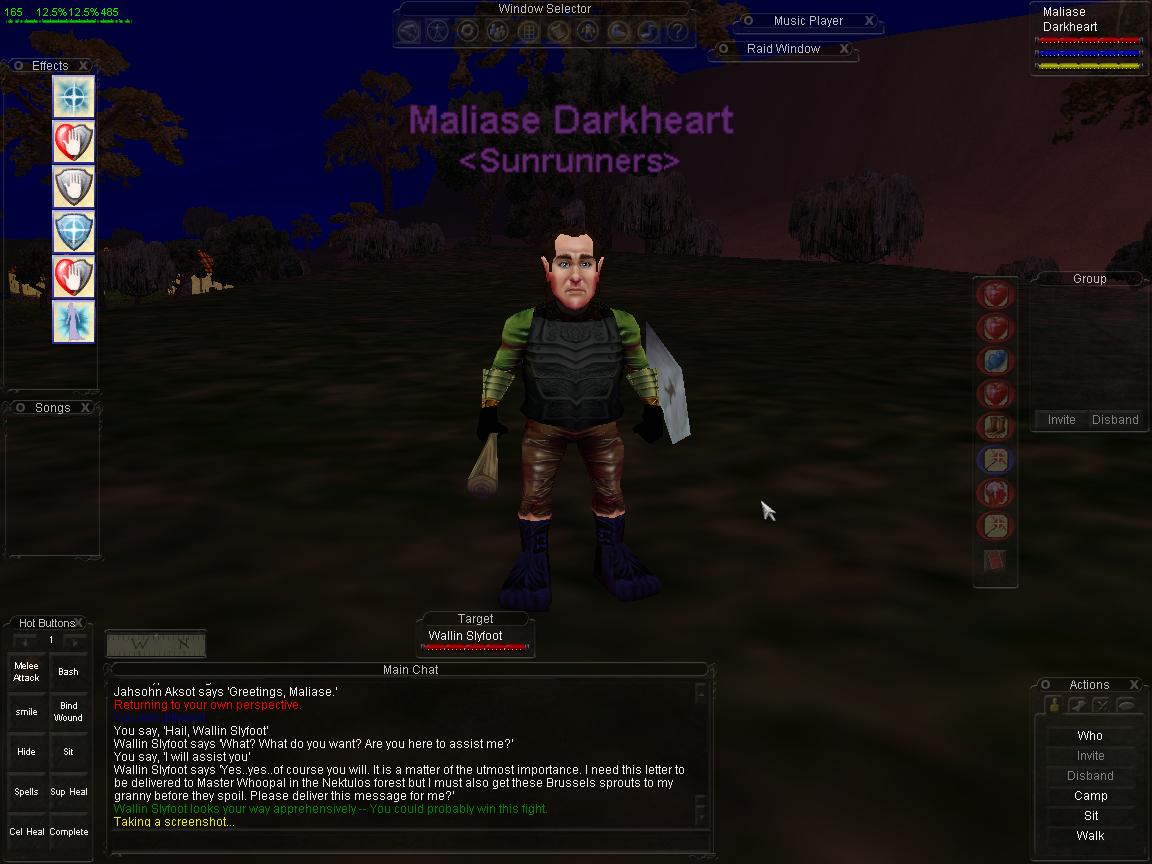 165 12.5%12.5%485
Window Selector
Music Player X
Raid Window X
Maliase
Darkheart
Effects X
Maliase Darkheart
<Sunrunners>
Songs X
Group
Invite Disband
Hot Buttons X
1
Melee Attack
Bash
smile
Bind Wound
Hide
Sit
Spells
Sup Heal
Cel Heal
Complete
W N
Target
Wallin Slyfoot
Main Chat
Jahsohn Aksot says 'Greetings, Maliase.'
Returning to your own perspective.
You say, 'Hail, Wallin Slyfoot'
Wallin Slyfoot says 'What? What do you want? Are you here to assist me?'
You say, 'I will assist you'
Wallin Slyfoot says 'Yes..yes..of course you will. It is a matter of the utmost importance. I need this letter to
be delivered to Master Whoopal in the Nektulos forest but I must also get these Brussels sprouts to my
granny before they spoil. Please deliver this message for me?'
Wallin Slyfoot looks your way apprehensively -- You could probably win this fight.
Taking a screenshot...
Actions X
Who
Invite
Disband
Camp
Sit
Walk